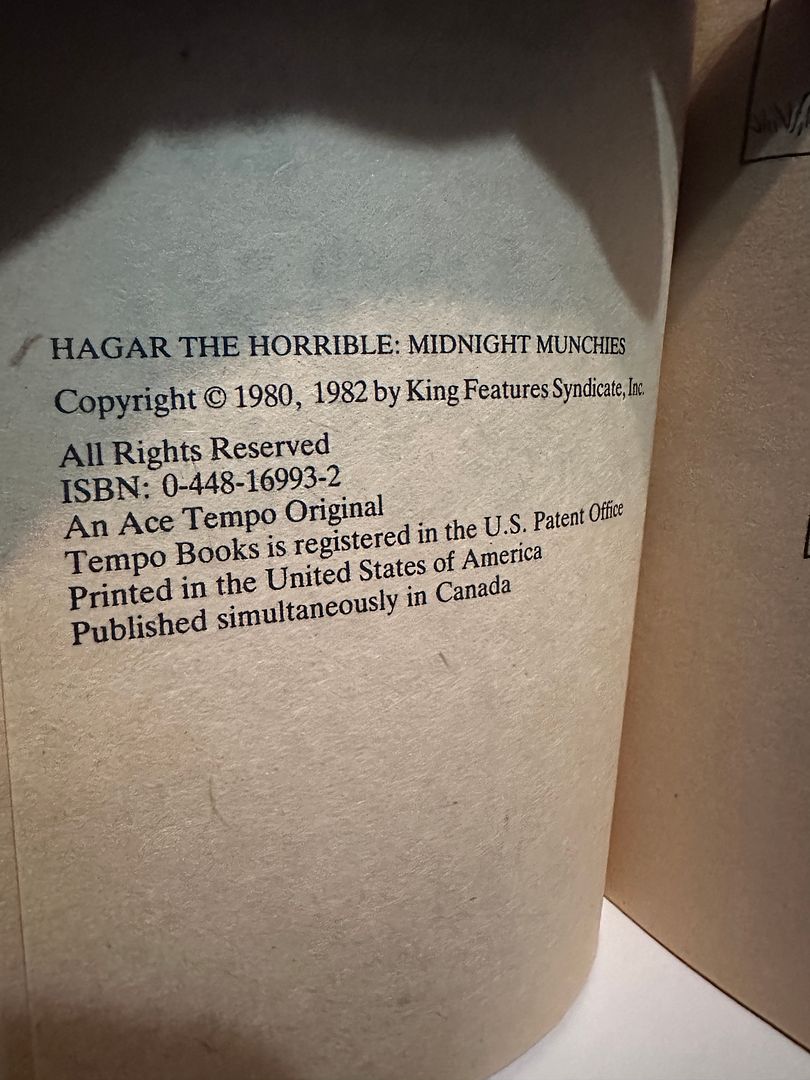 HAGAR THE HORRIBLE: MIDNIGHT MUNCHIES
Copyright © 1980, 1982 by King Features Syndicate, Inc.
All Rights Reserved
ISBN: 0-448-16993-2
An Ace Tempo Original
Tempo Books is registered in the U.S. Patent Office
Printed in the United States of America
Published simultaneously in Canada